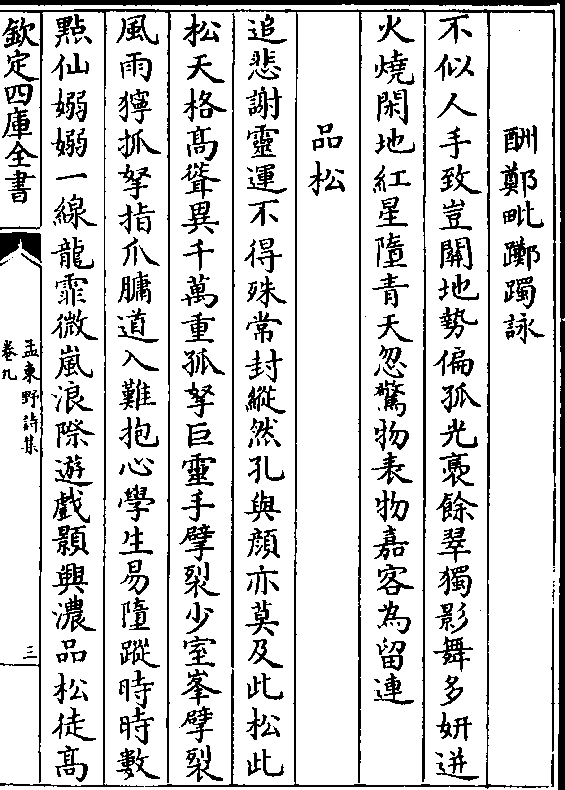 酬鄭毗躑躅詠
不似人手致豈關地勢偏孤光裛餘翠獨影舞多妍迸
火燒閑地紅星墮青天忽驚物表物嘉客為留連
品松
追悲謝靈運不得殊常封縱然孔與顔亦莫及此松此
松天格高聳異千萬重孤拏巨靈手擘裂少室峯擘裂
風雨獰抓拏指爪𦟛道入難抱心學生易墮蹤時時數
點仙嫋嫋一線龍霏微嵐浪際遊戯顥興濃品松徒高
欽定四庫全書
孟東野詩集
卷九
三